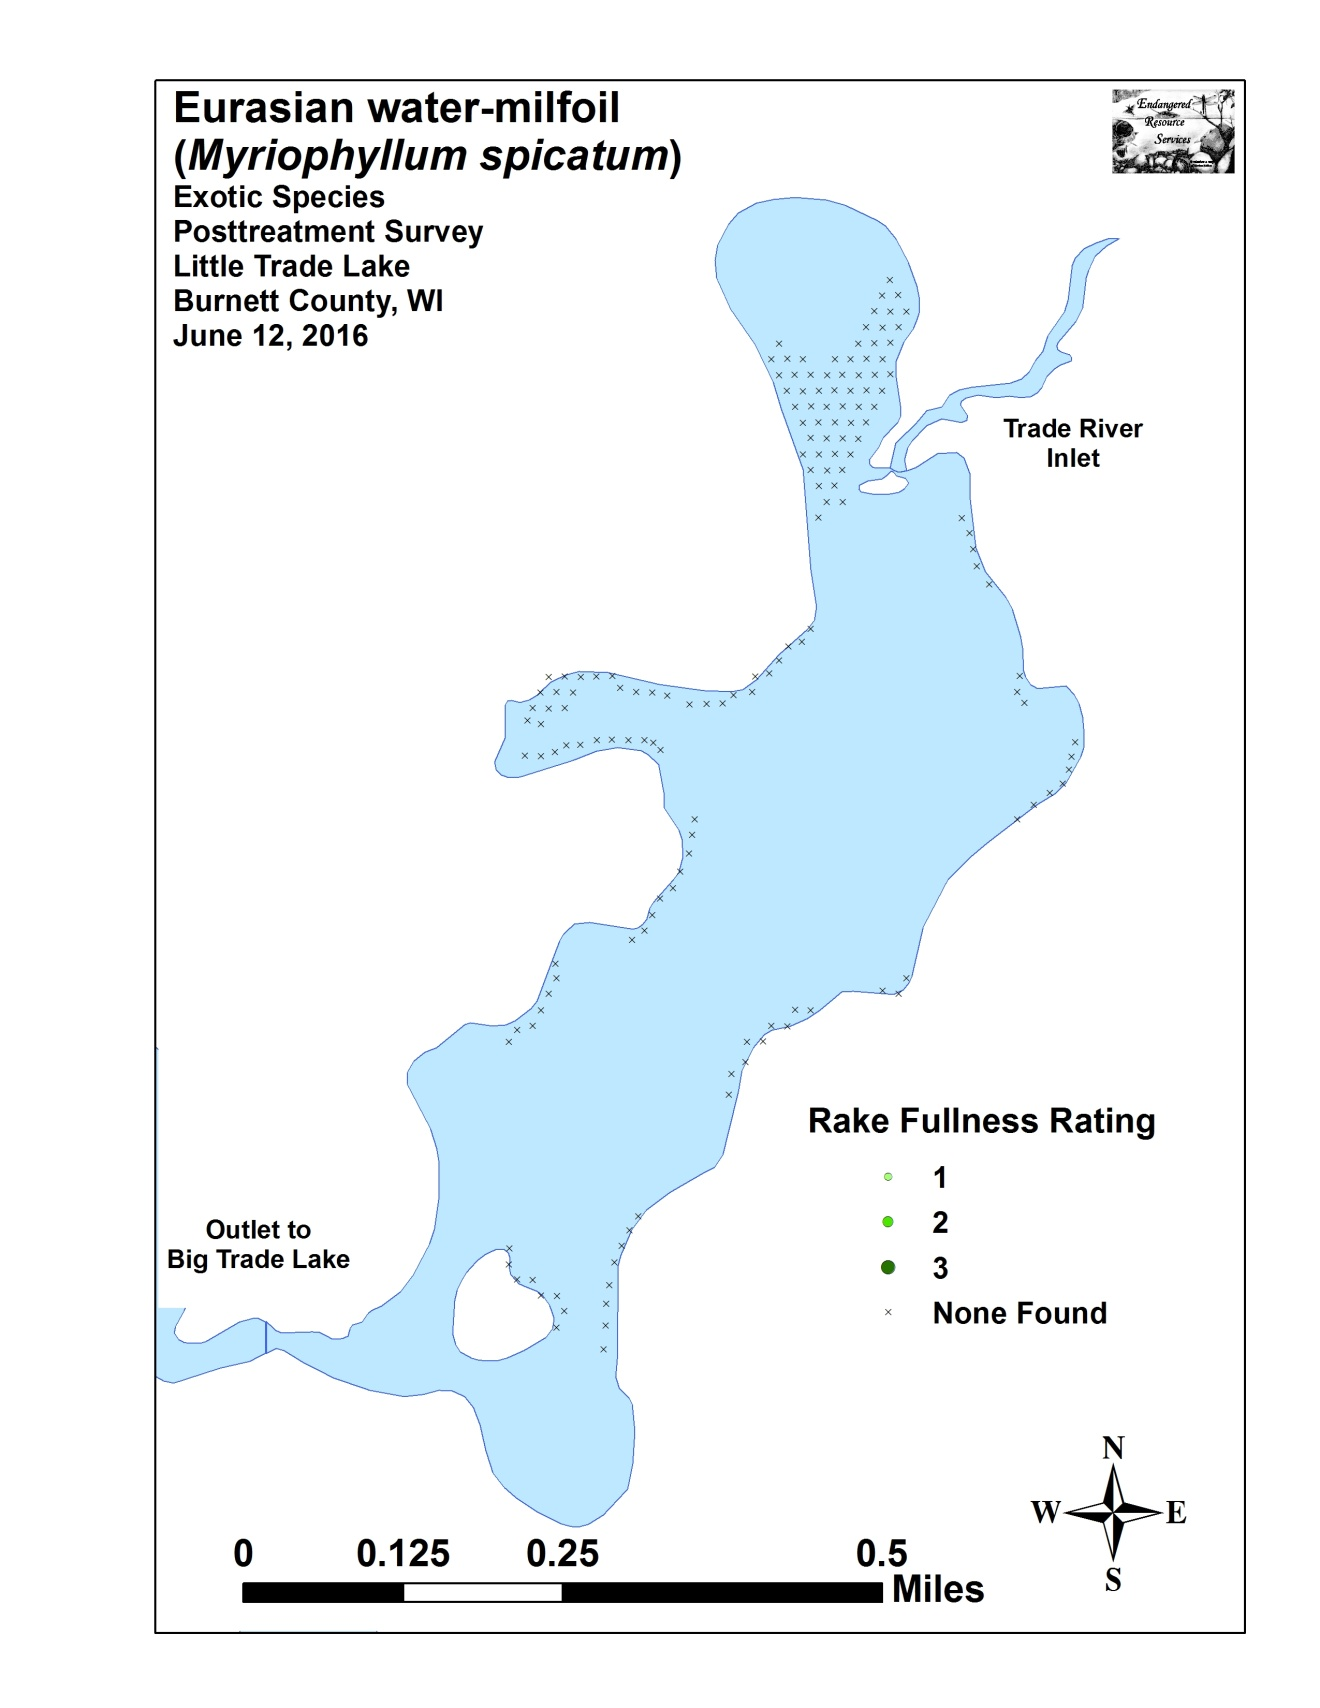 Eurasian water-milfoil
(Myriophyllum spicatum)
Exotic Species
Posttreatment Survey
Little Trade Lake
Burnett County, WI
June 12, 2016
Endangered
Resource
Services
Trade River
Inlet
Rake Fullness Rating
1
2
3
None Found
Outlet to
Big Trade Lake
N
W E
S
0 0.125 0.25 0.5
Miles